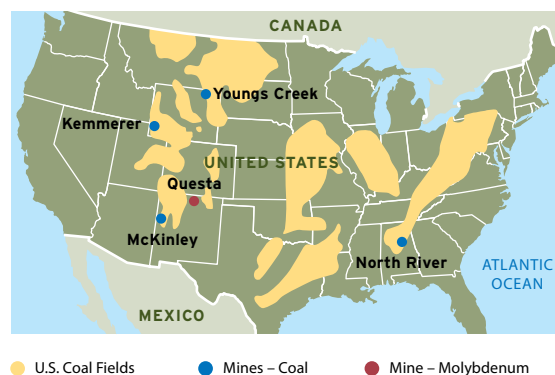 CANADA
Youngs Creek
Kemmerer
UNITED STATES
Questa
McKinley
North River
ATLANTIC
OCEAN
MEXICO
U.S. Coal Fields
Mines – Coal
Mine – Molybdenum